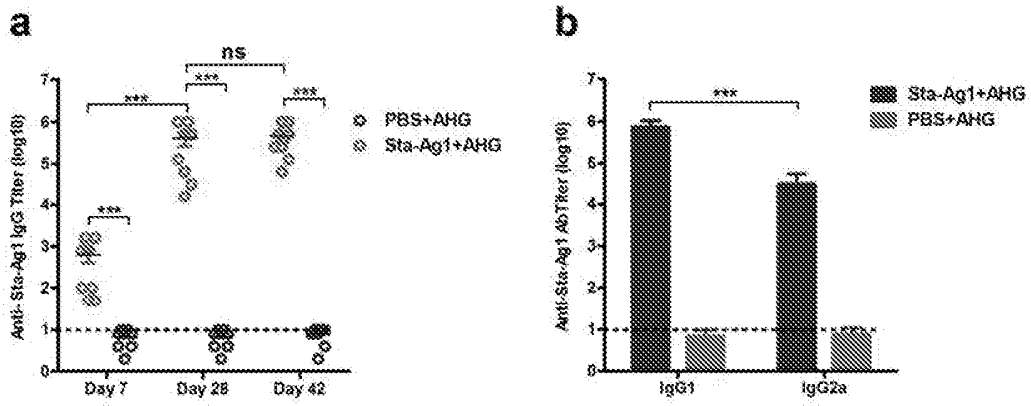 a
Anti- Sta-Ag1 IgG Titer (log10)
7
6
5
4
3
2
1
0
***
***
ns
***
***
Day 7
Day 28
Day 42
PBS+AHG
Sta-Ag1+AHG
b
Anti-Sta-Ag1 AbTiter (log10)
7
6
5
4
3
2
1
0
***
IgG1
IgG2a
Sta-Ag1+AHG
PBS+AHG